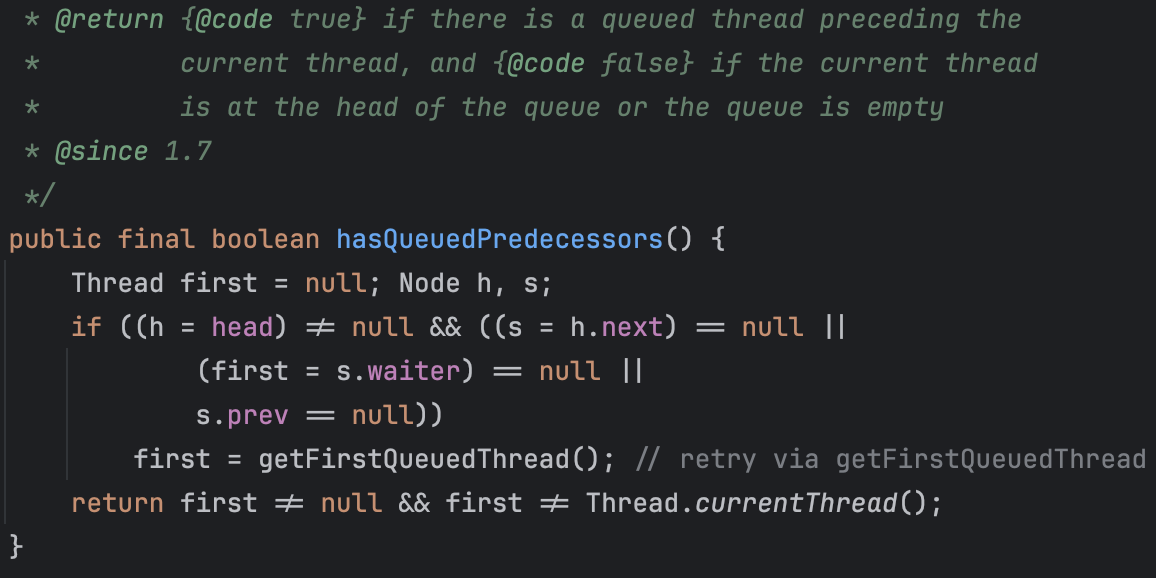 * @return {@code true} if there is a queued thread preceding the
*         current thread, and {@code false} if the current thread
*         is at the head of the queue or the queue is empty
* @since 1.7
*/
public final boolean hasQueuedPredecessors() {
    Thread first = null; Node h, s;
    if ((h = head) != null && ((s = h.next) == null ||
            (first = s.waiter) == null ||
            s.prev == null))
        first = getFirstQueuedThread(); // retry via getFirstQueuedThread
    return first != null && first != Thread.currentThread();
}